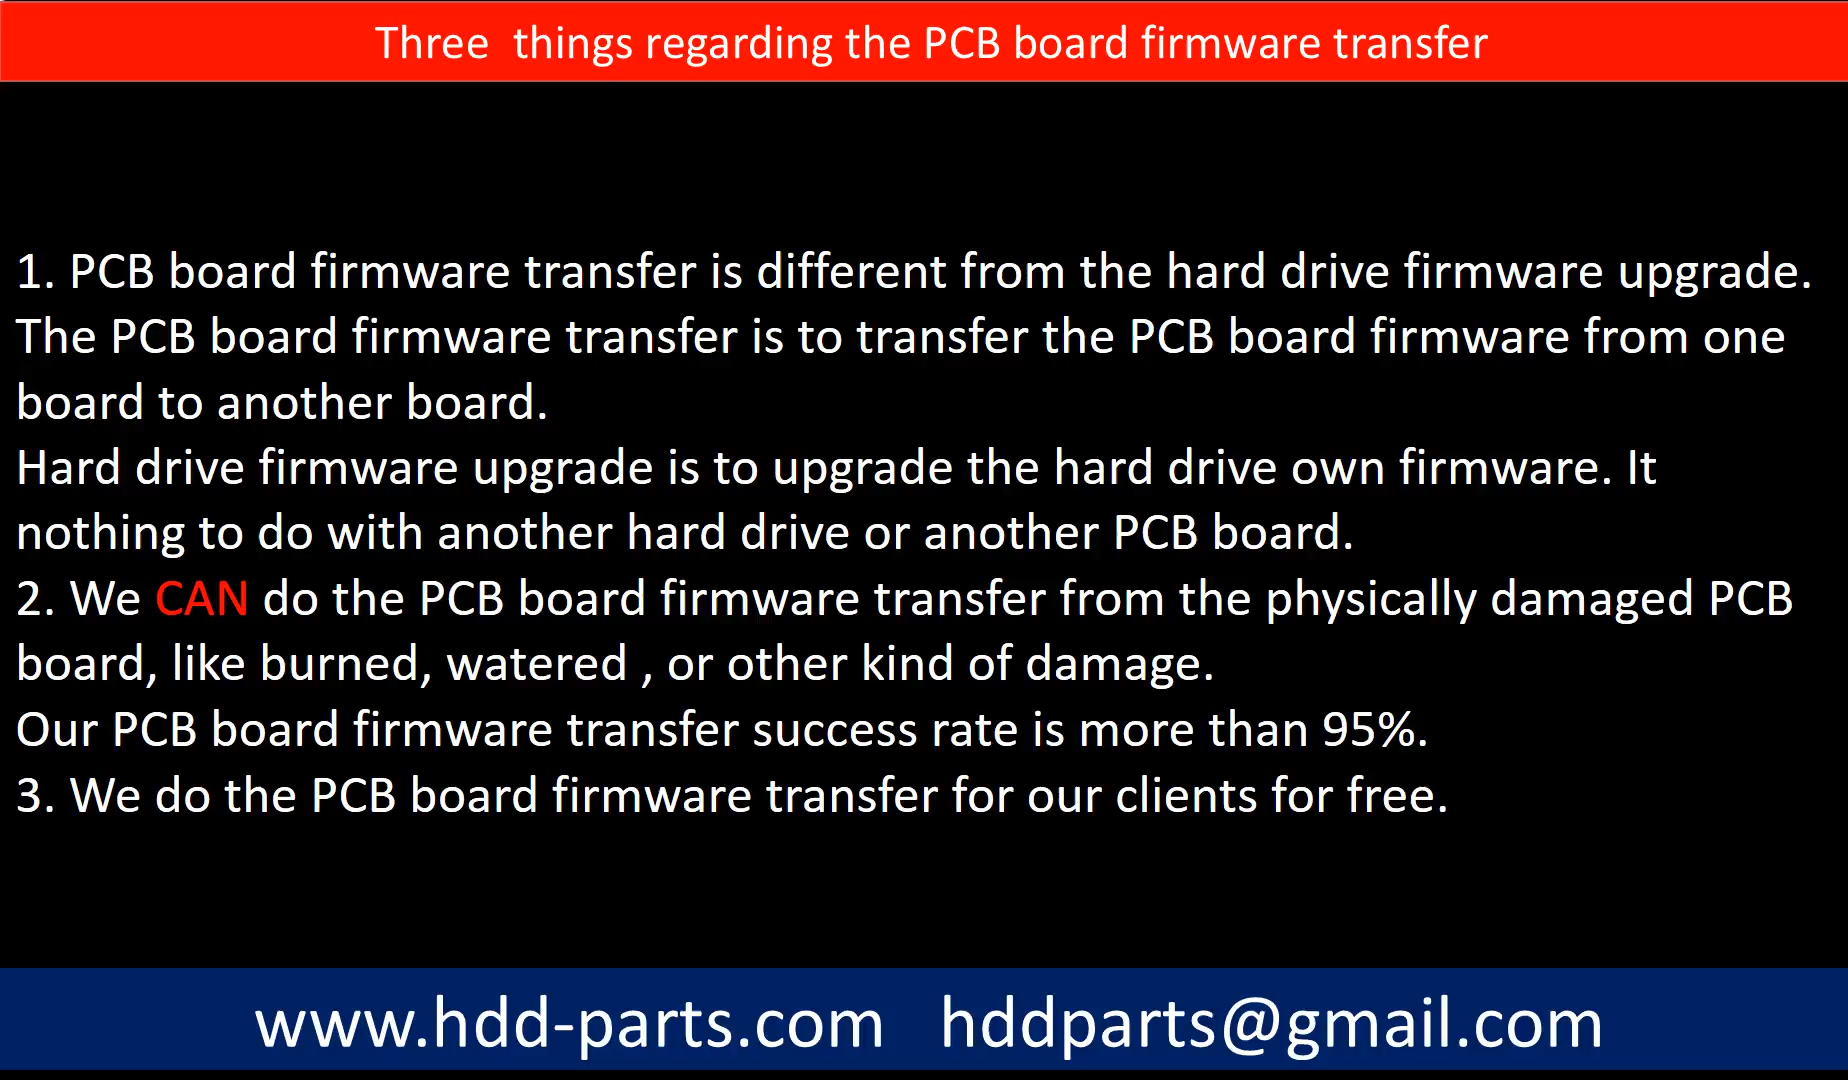 Three  things regarding the PCB board firmware transfer
1. PCB board firmware transfer is different from the hard drive firmware upgrade.
The PCB board firmware transfer is to transfer the PCB board firmware from one
board to another board.
Hard drive firmware upgrade is to upgrade the hard drive own firmware. It
nothing to do with another hard drive or another PCB board.
2. We CAN do the PCB board firmware transfer from the physically damaged PCB
board, like burned, watered , or other kind of damage.
Our PCB board firmware transfer success rate is more than 95%.
3. We do the PCB board firmware transfer for our clients for free.
www.hdd-parts.com   hddparts@gmail.com